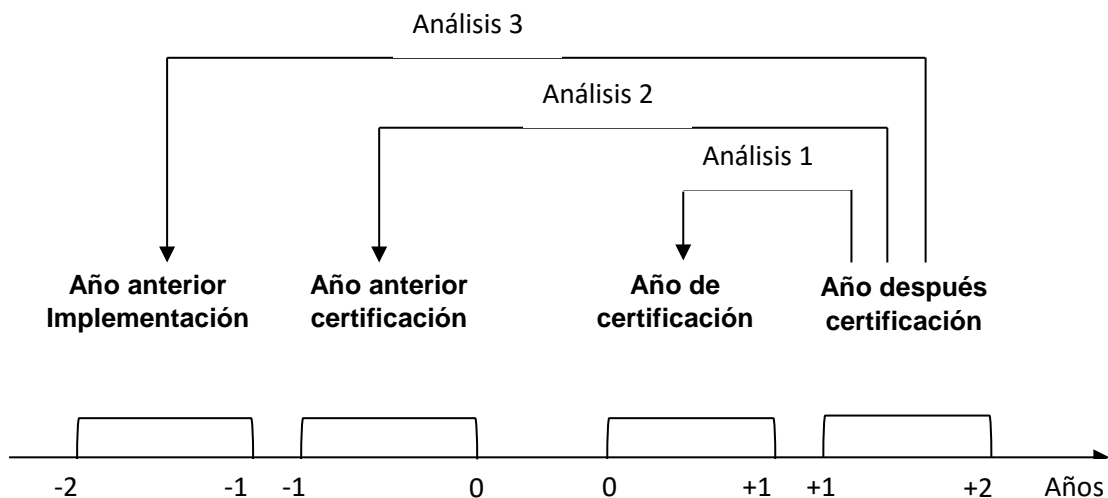 Análisis 3
Análisis 2
Análisis 1
Año anterior
Implementación
Año anterior
certificación
Año de
certificación
Año después
certificación
-2 -1 -1 0 0 +1 +1 +2 Años